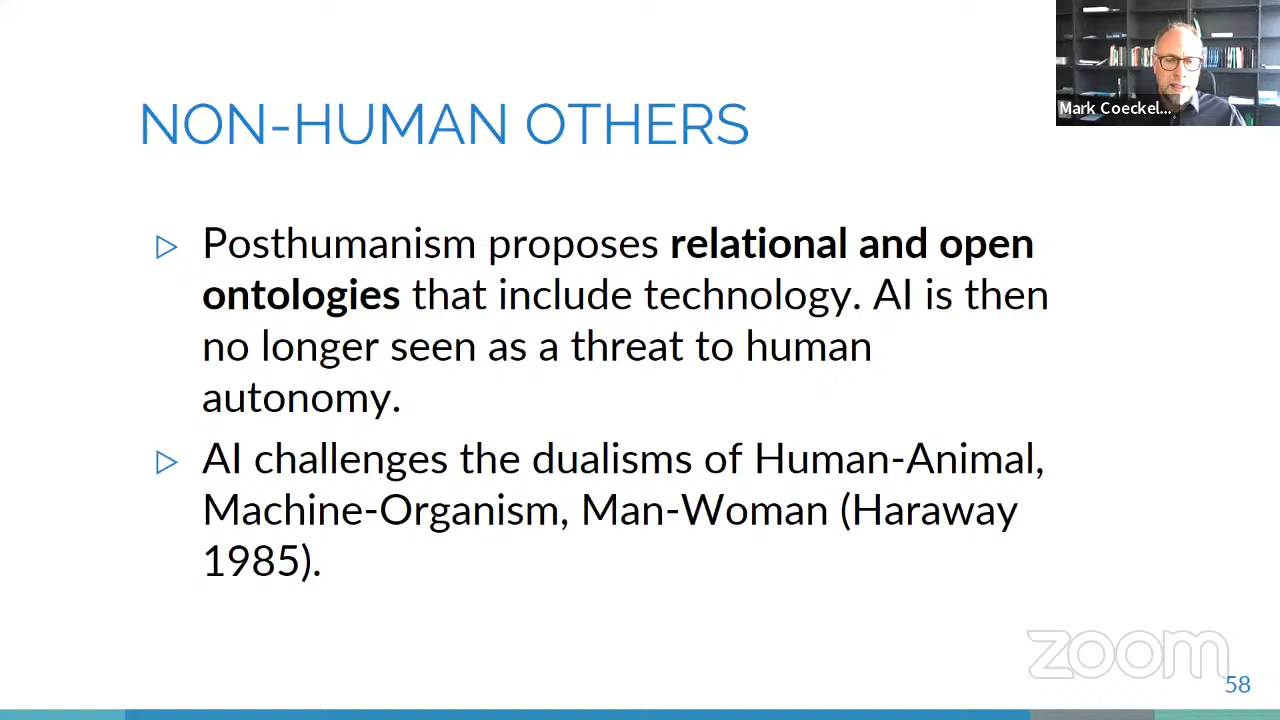 Mark Coeckel...
NON-HUMAN OTHERS
Posthumanism proposes relational and open
ontologies that include technology. AI is then
no longer seen as a threat to human
autonomy.
AI challenges the dualisms of Human-Animal,
Machine-Organism, Man-Woman (Haraway
1985).
zoom
58